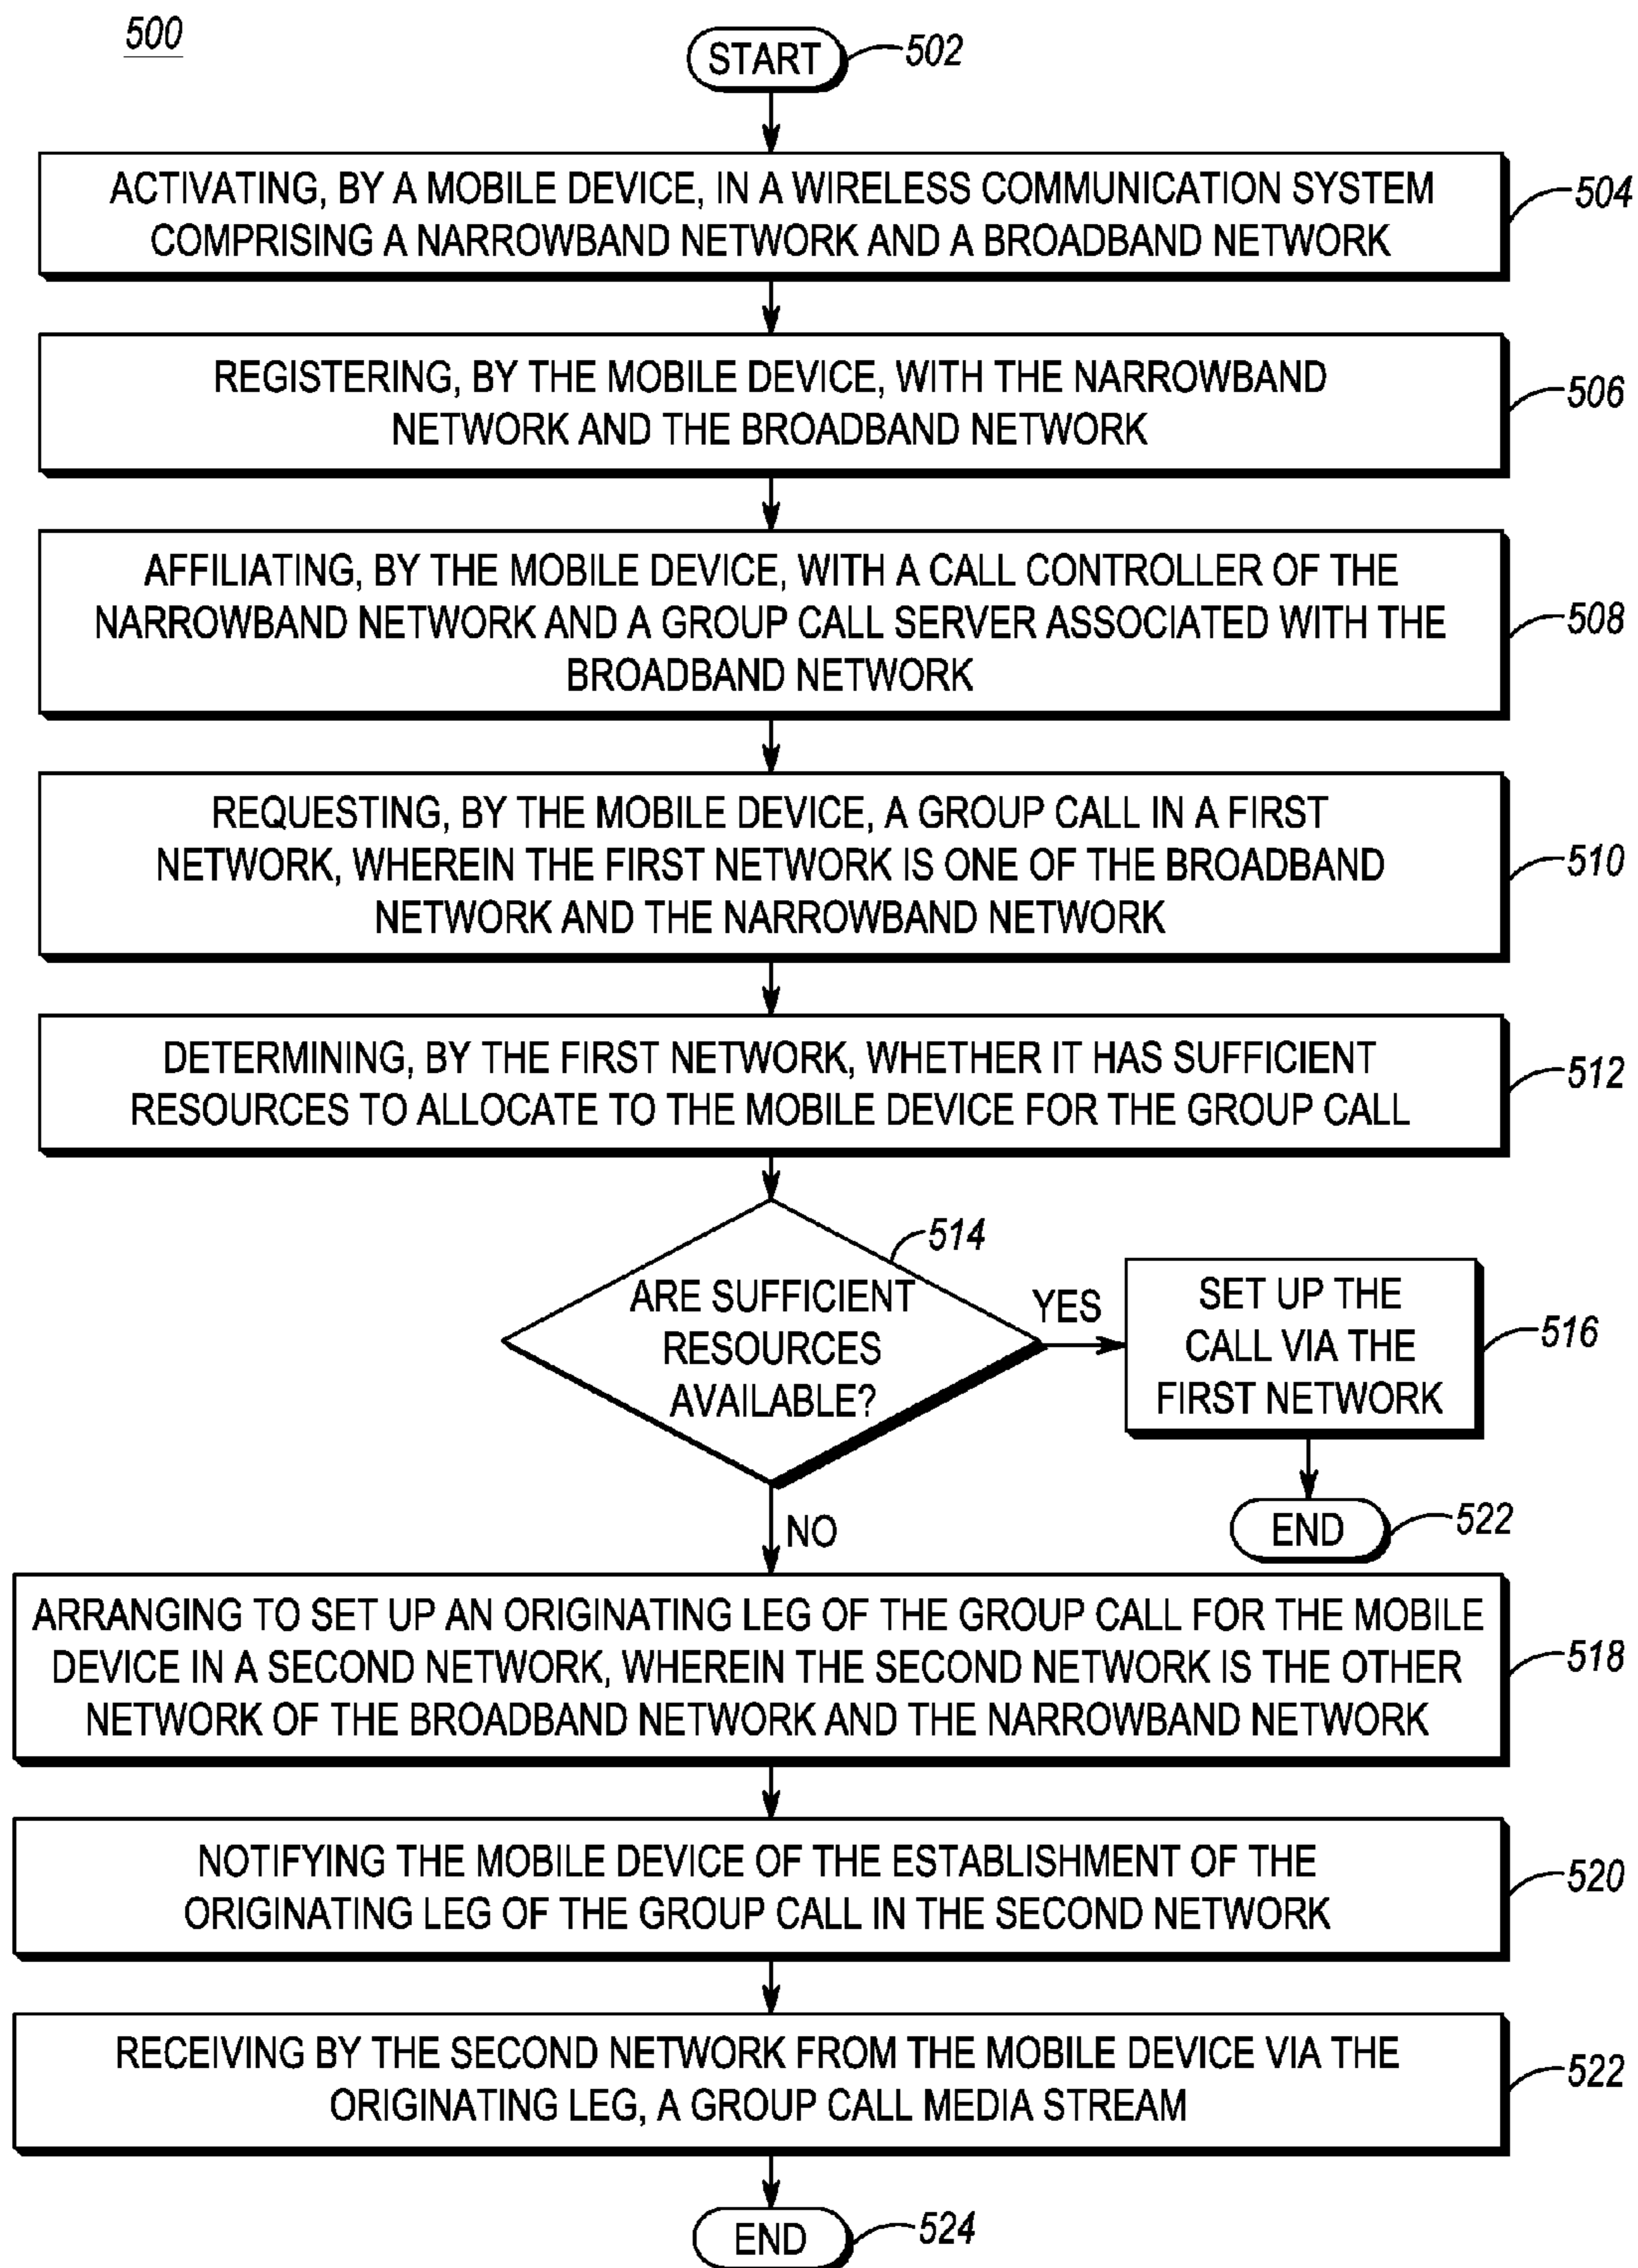 500
START
502
ACTIVATING, BY A MOBILE DEVICE, IN A WIRELESS COMMUNICATION SYSTEM
COMPRISING A NARROWBAND NETWORK AND A BROADBAND NETWORK
504
REGISTERING, BY THE MOBILE DEVICE, WITH THE NARROWBAND
NETWORK AND THE BROADBAND NETWORK
506
AFFILIATING, BY THE MOBILE DEVICE, WITH A CALL CONTROLLER OF THE
NARROWBAND NETWORK AND A GROUP CALL SERVER ASSOCIATED WITH THE
BROADBAND NETWORK
508
REQUESTING, BY THE MOBILE DEVICE, A GROUP CALL IN A FIRST
NETWORK, WHEREIN THE FIRST NETWORK IS ONE OF THE BROADBAND
NETWORK AND THE NARROWBAND NETWORK
510
DETERMINING, BY THE FIRST NETWORK, WHETHER IT HAS SUFFICIENT
RESOURCES TO ALLOCATE TO THE MOBILE DEVICE FOR THE GROUP CALL
512
514
ARE SUFFICIENT
RESOURCES
AVAILABLE?
YES
SET UP THE
CALL VIA THE
FIRST NETWORK
516
END
522
NO
ARRANGING TO SET UP AN ORIGINATING LEG OF THE GROUP CALL FOR THE MOBILE
DEVICE IN A SECOND NETWORK, WHEREIN THE SECOND NETWORK IS THE OTHER
NETWORK OF THE BROADBAND NETWORK AND THE NARROWBAND NETWORK
518
NOTIFYING THE MOBILE DEVICE OF THE ESTABLISHMENT OF THE
ORIGINATING LEG OF THE GROUP CALL IN THE SECOND NETWORK
520
RECEIVING BY THE SECOND NETWORK FROM THE MOBILE DEVICE VIA THE
ORIGINATING LEG, A GROUP CALL MEDIA STREAM
522
END
524